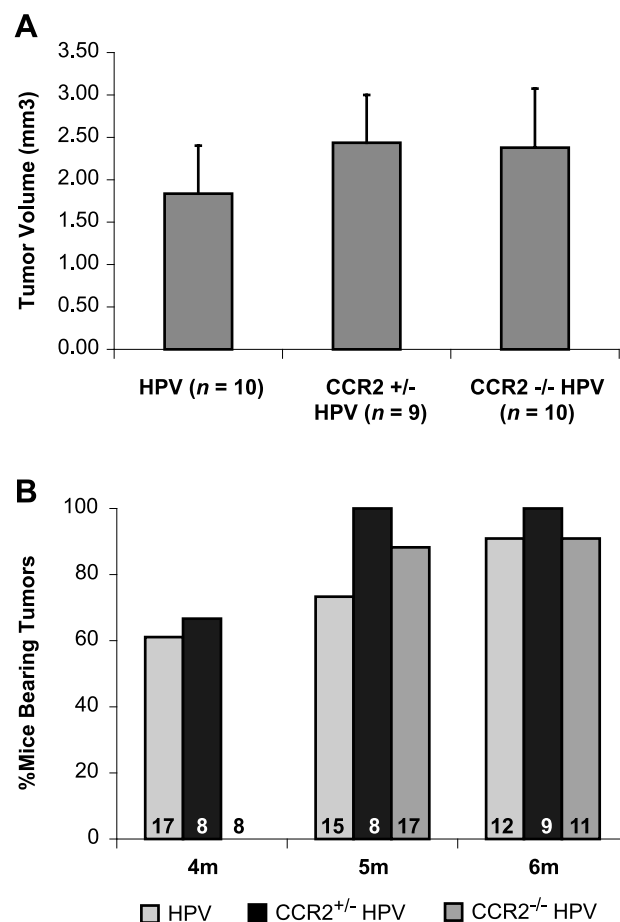 A
Tumor Volume (mm3)
3.50
3.00
2.50
2.00
1.50
1.00
0.50
0.00
HPV (n = 10)
CCR2 +/-
HPV (n = 9)
CCR2 -/- HPV
(n = 10)
B
%Mice Bearing Tumors
100
80
60
40
20
0
17 8 8
15 8 17
12 9 11
4m 5m 6m
HPV CCR2+/- HPV CCR2-/- HPV